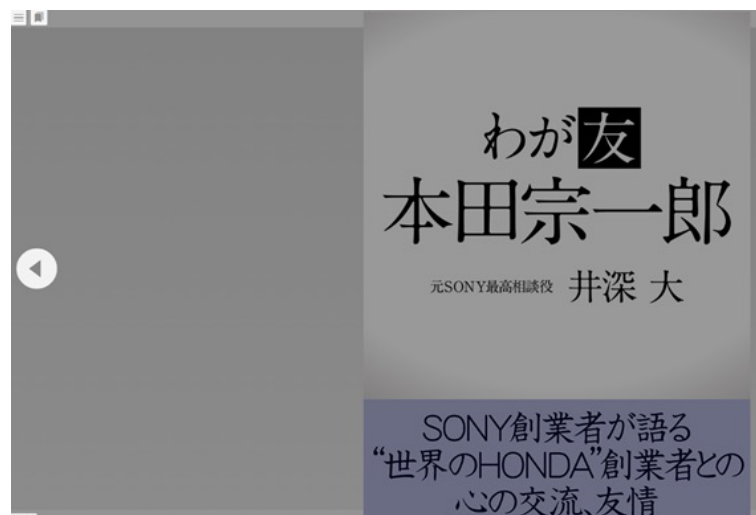 わが友
本田宗一郎
元SONY最高相談役 井深 大
SONY創業者が語る
“世界のHONDA”創業者との
心の交流、友情